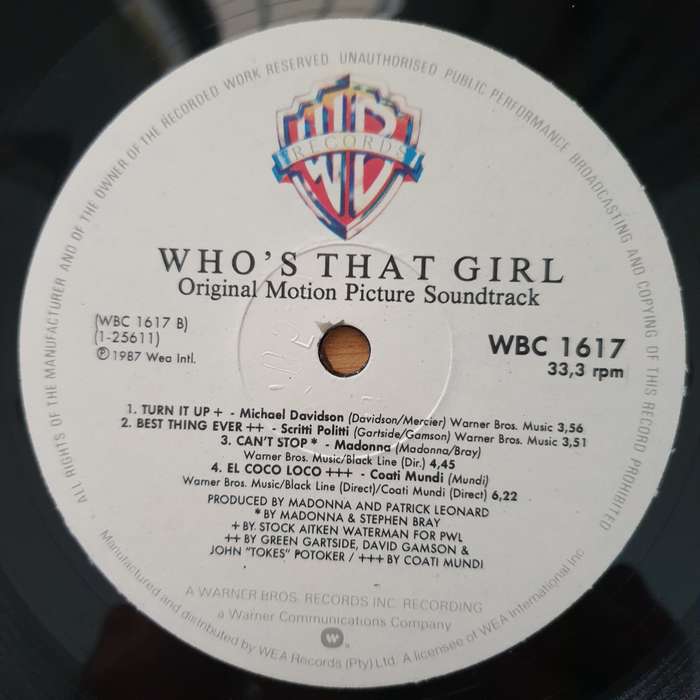 ALL RIGHTS OF THE MANUFACTURER AND OF THE OWNER OF THE RECORDED WORK RESERVED UNAUTHORISED PUBLIC PERFORMANCE BROADCASTING AND COPYING OF THIS RECORD PROHIBITED
WB
RECORDS
WHO'S THAT GIRL
Original Motion Picture Soundtrack
(WBC 1617 B)
(1-25611)
℗ 1987 Wea Intl.
WBC 1617
33,3 rpm
1. TURN IT UP + - Michael Davidson (Davidson/Mercier) Warner Bros. Music 3,56
2. BEST THING EVER ++ - Scritti Politti (Gartside/Gamson) Warner Bros. Music 3,51
3. CAN'T STOP * - Madonna (Madonna/Bray)
Warner Bros. Music/Black Line (Dir.) 4,45
4. EL COCO LOCO +++ - Coati Mundi (Mundi)
Warner Bros. Music/Black Line (Direct)/Coati Mundi (Direct) 6,22
PRODUCED BY MADONNA AND PATRICK LEONARD
* BY MADONNA & STEPHEN BRAY
+ BY STOCK AITKEN WATERMAN FOR PWL
++ BY GREEN GARTSIDE, DAVID GAMSON &
JOHN "TOKES" POTOKER / +++ BY COATI MUNDI
A WARNER BROS. RECORDS INC. RECORDING
a Warner Communications Company
Manufactured and distributed by WEA Records (Pty) Ltd. A licensee of WEA International Inc